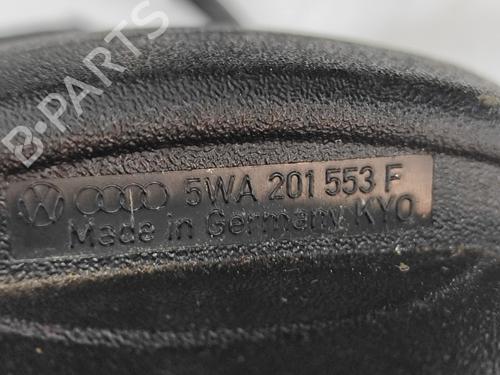 B-PARTS
5WA 201 553 F
Made in Germany KYO